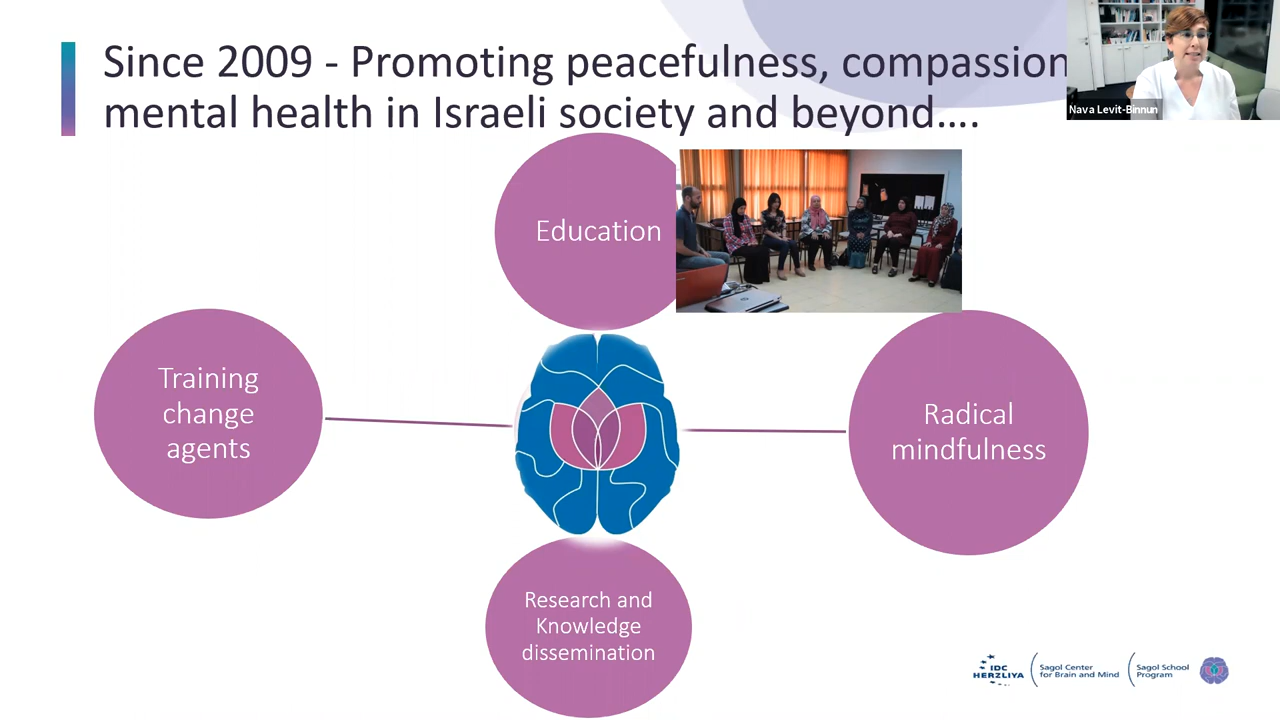 Since 2009 - Promoting peacefulness, compassion
mental health in Israeli society and beyond....
Nava Levit-Binnun
Education
Training
change
agents
Radical
mindfulness
Research and
Knowledge
dissemination
IDC
HERZLIYA
Sagol Center
for Brain and Mind
Sagol School
Program